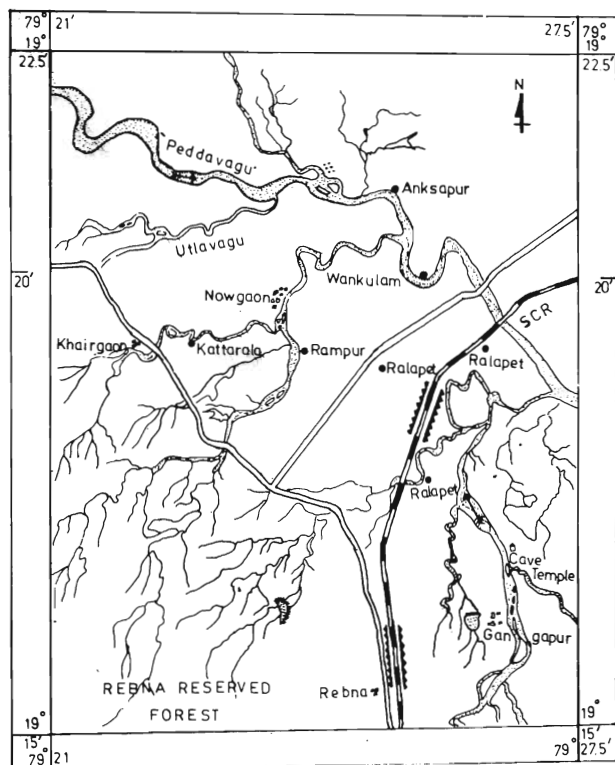 79° 21' 275' 79°
19° 19°
22.5' 22.5'
N
Peddavagu
Anksapur
Utlavagu
20' Wankulam 20'
Nowgaon
SCR
Khairgaon Kattarala Rampur Ralapet Ralapet
Ralapet
Cave
Temple
Gangapur
REBNA RESERVED Rebna
FOREST
19° 19°
15' 15'
79° 21 79°
27.5'